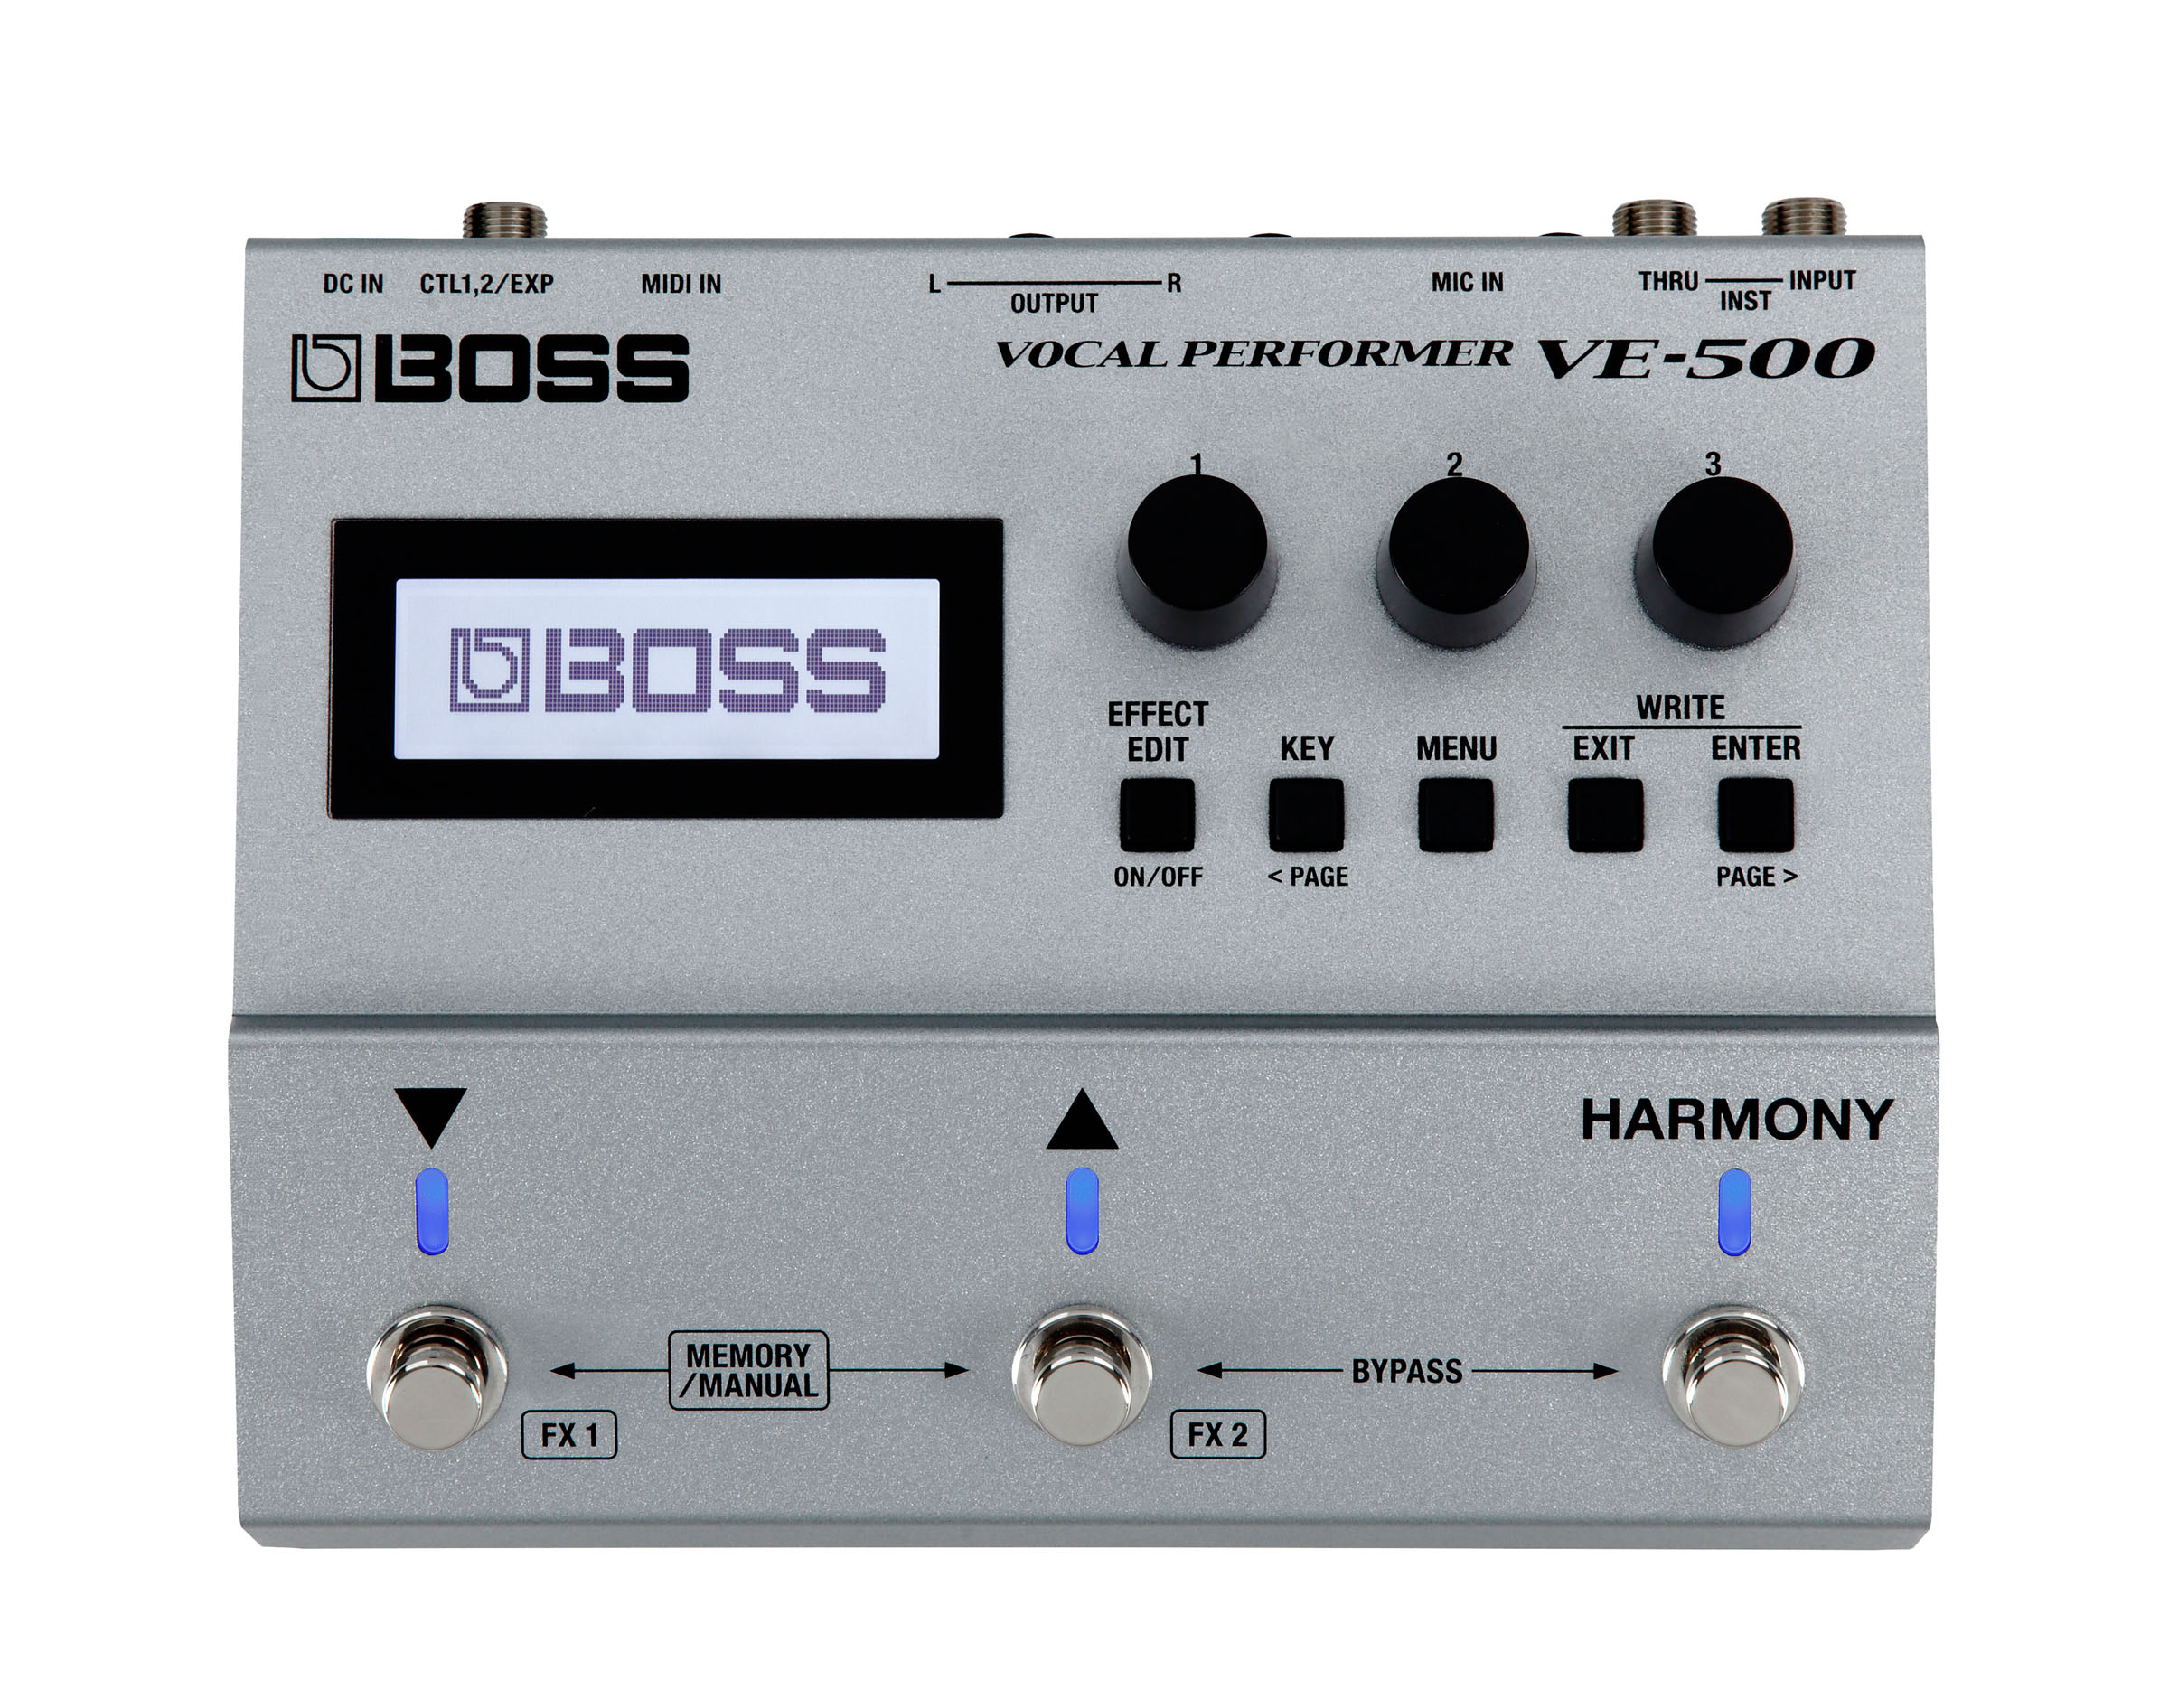 DC IN CTL1,2/EXP MIDI IN L R MIC IN THRU INPUT
OUTPUT INST
BOSS VOCAL PERFORMER VE-500
1 2 3
BOSS
WRITE
EFFECT
EDIT KEY MENU EXIT ENTER
ON/OFF < PAGE PAGE >
▼ ▲ HARMONY
MEMORY
/MANUAL
BYPASS
FX 1 FX 2